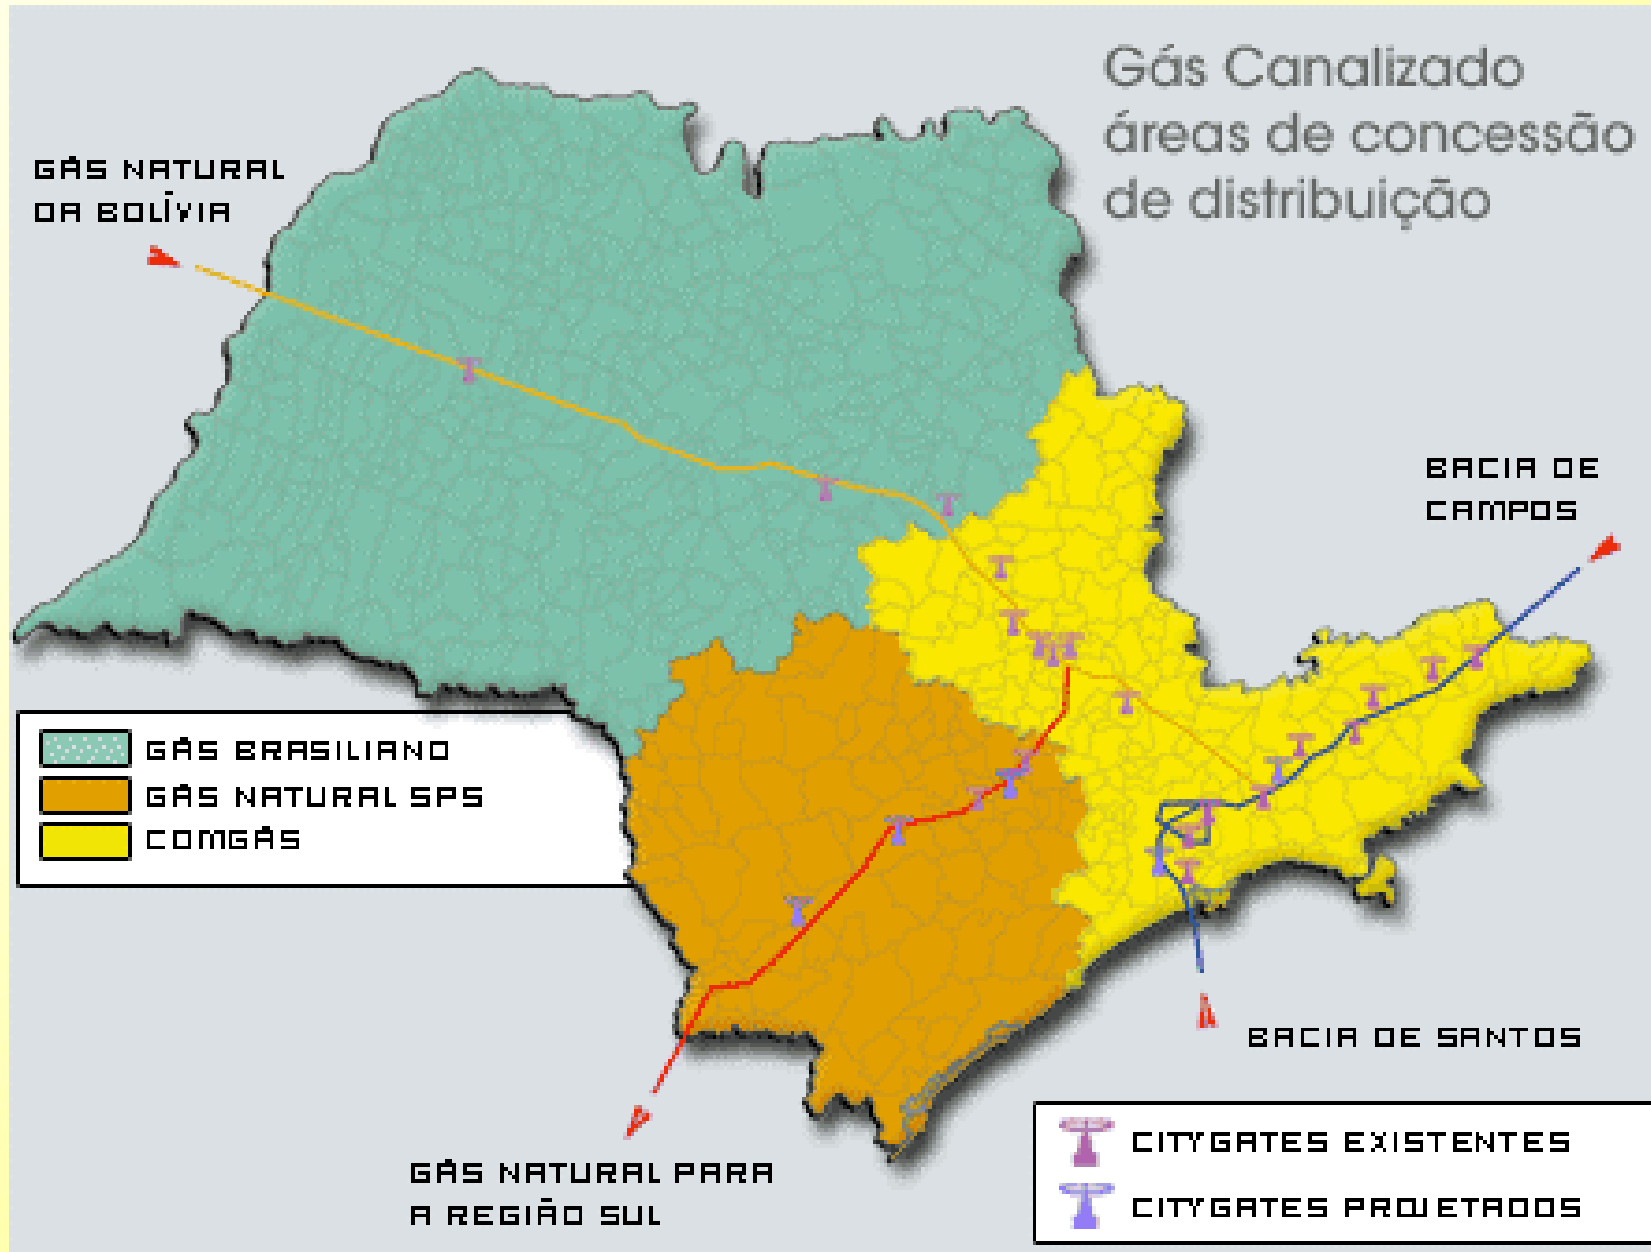 Gás Canalizado
áreas de concessão
de distribuição
GÁS NATURAL
DA BOLÍVIA
BACIA DE
CAMPOS
GÁS BRASILIANO
GÁS NATURAL SPS
COMGÁS
BACIA DE SANTOS
GÁS NATURAL PARA
A REGIÃO SUL
CITYGATES EXISTENTES
CITYGATES PROJETADOS